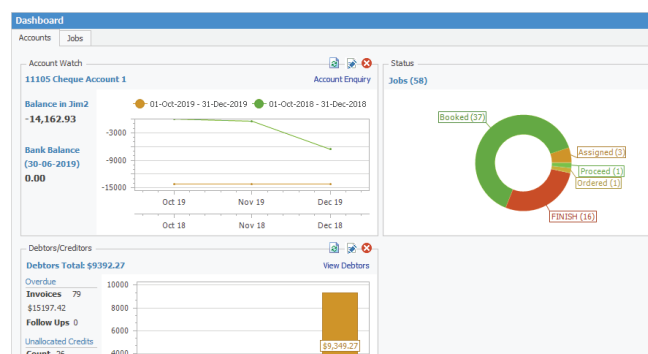 Dashboard
Accounts Jobs
Account Watch
11105 Cheque Account 1 Account Enquiry
Balance in Jim2
-14,162.93
Bank Balance
(30-06-2019)
0.00
01-Oct-2019 - 31-Dec-2019 01-Oct-2018 - 31-Dec-2018
-3000
-9000
-15000
Oct 19 Nov 19 Dec 19
Oct 18 Nov 18 Dec 18
Status
Jobs (58)
Booked (37)
Assigned (3)
Proceed (1)
Ordered (1)
FINISH (16)
Debtors/Creditors
Debtors Total: $9392.27 View Debtors
Overdue
Invoices 79
$15197.42
Follow Ups 0
Unallocated Credits
Count 26
10000
8000
6000
4000
$9,349.27